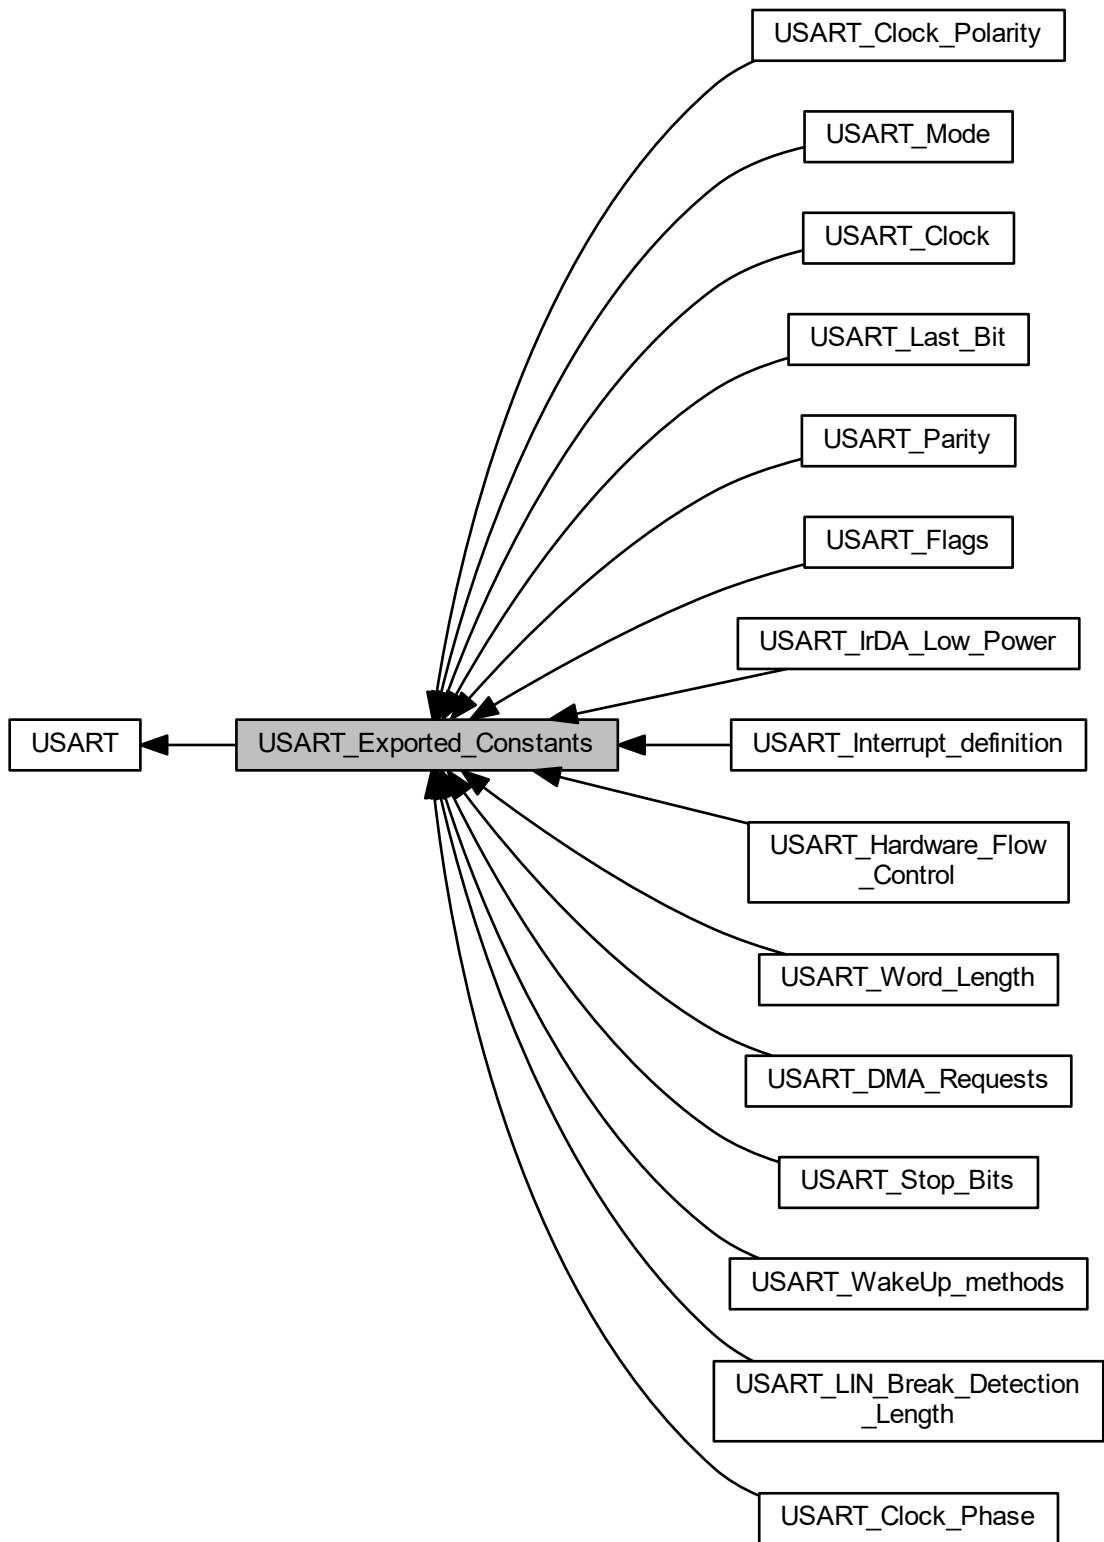 USART_Clock_Polarity
USART_Mode
USART_Clock
USART_Last_Bit
USART_Parity
USART_Flags
USART_IrDA_Low_Power
USART
USART_Exported_Constants
USART_Interrupt_definition
USART_Hardware_Flow
_Control
USART_Word_Length
USART_DMA_Requests
USART_Stop_Bits
USART_WakeUp_methods
USART_LIN_Break_Detection
_Length
USART_Clock_Phase